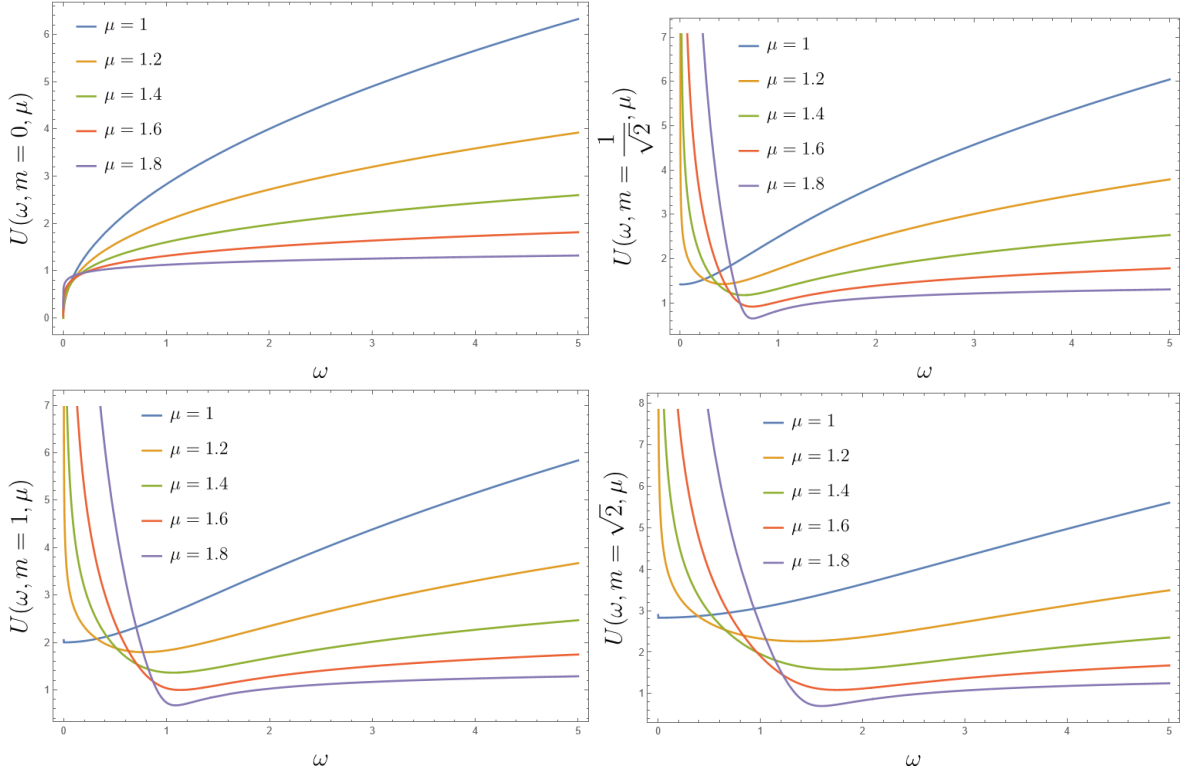 U(ω, m = 0, μ)
6
5
4
3
2
1
0
μ = 1
μ = 1.2
μ = 1.4
μ = 1.6
μ = 1.8
0 1 2 3 4 5
ω
U(ω, m = 1/√2, μ)
7
6
5
4
3
2
1
μ = 1
μ = 1.2
μ = 1.4
μ = 1.6
μ = 1.8
0 1 2 3 4 5
ω
U(ω, m = 1, μ)
7
6
5
4
3
2
1
μ = 1
μ = 1.2
μ = 1.4
μ = 1.6
μ = 1.8
0 1 2 3 4 5
ω
U(ω, m = √2, μ)
8
7
6
5
4
3
2
1
μ = 1
μ = 1.2
μ = 1.4
μ = 1.6
μ = 1.8
0 1 2 3 4 5
ω